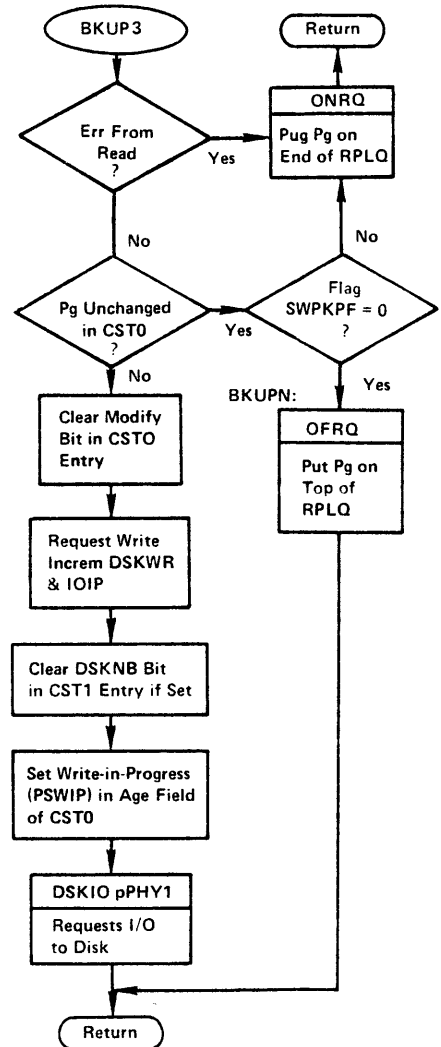 BKUP3
Return
Err From
Read
?
Yes
ONRQ
Pug Pg on
End of RPLQ
No
No
Pg Unchanged
in CST0
?
Yes
Flag
SWPKPF = 0
?
No
Yes
BKUPN:
Clear Modify
Bit in CSTO
Entry
OFRQ
Put Pg on
Top of
RPLQ
Request Write
Increm DSKWR
& IOIP
Clear DSKNB Bit
in CST1 Entry if Set
Set Write-in-Progress
(PSWIP) in Age Field
of CST0
DSKIO pPHY1
Requests I/O
to Disk
Return